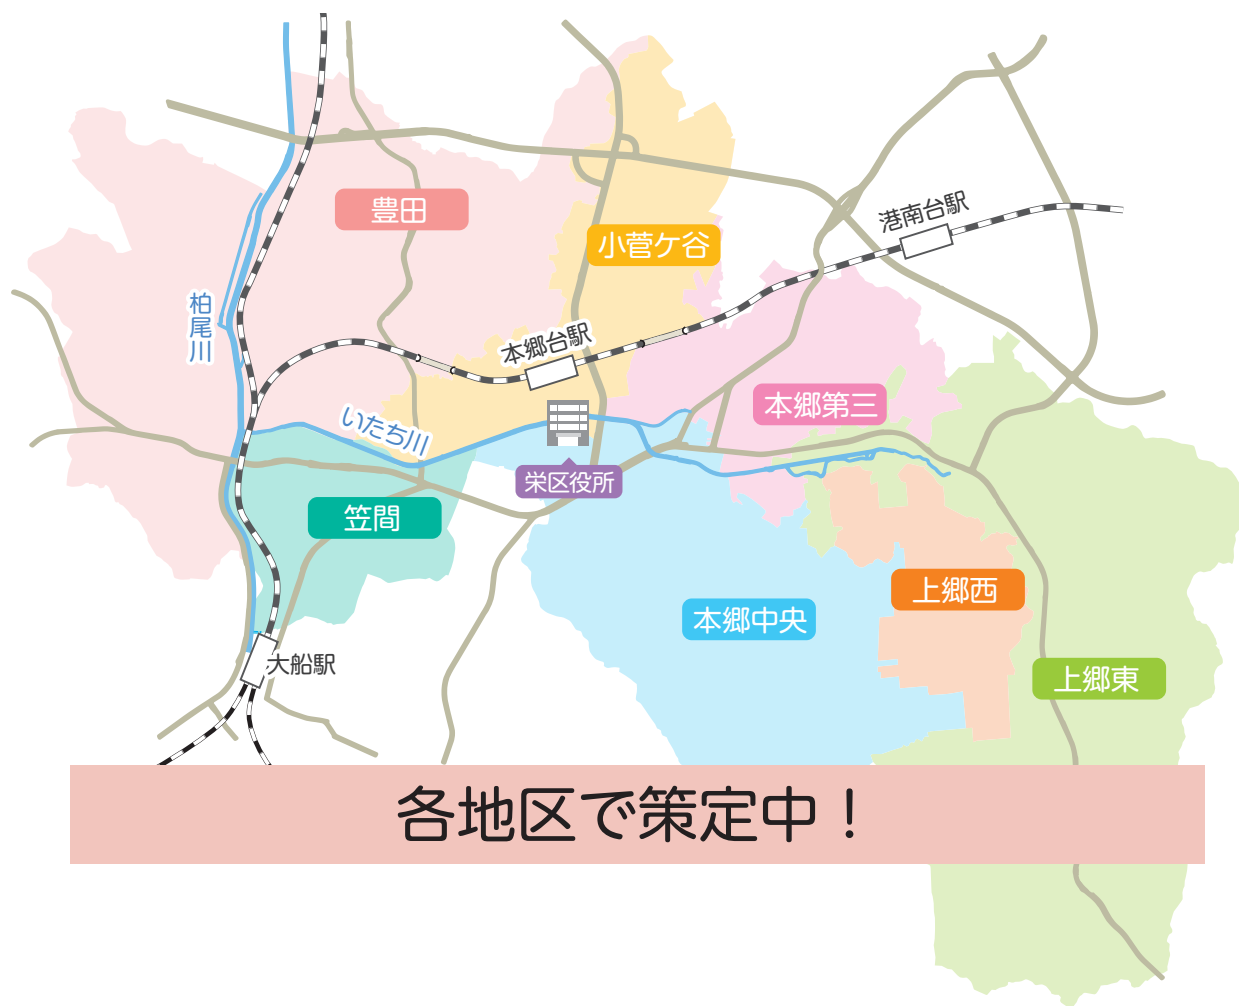 豊田
港南台駅
小菅ケ谷
柏尾川
本郷台駅
本郷第三
いたち川
栄区役所
笠間
上郷西
本郷中央
大船駅
上郷東
各地区で策定中！